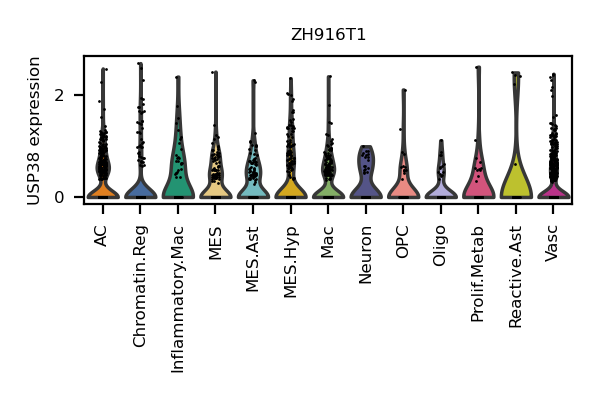 ZH916T1
USP38 expression
2
0
AC
Chromatin.Reg
Inflammatory.Mac
MES
MES.Ast
MES.Hyp
Mac
Neuron
OPC
Oligo
Prolif.Metab
Reactive.Ast
Vasc